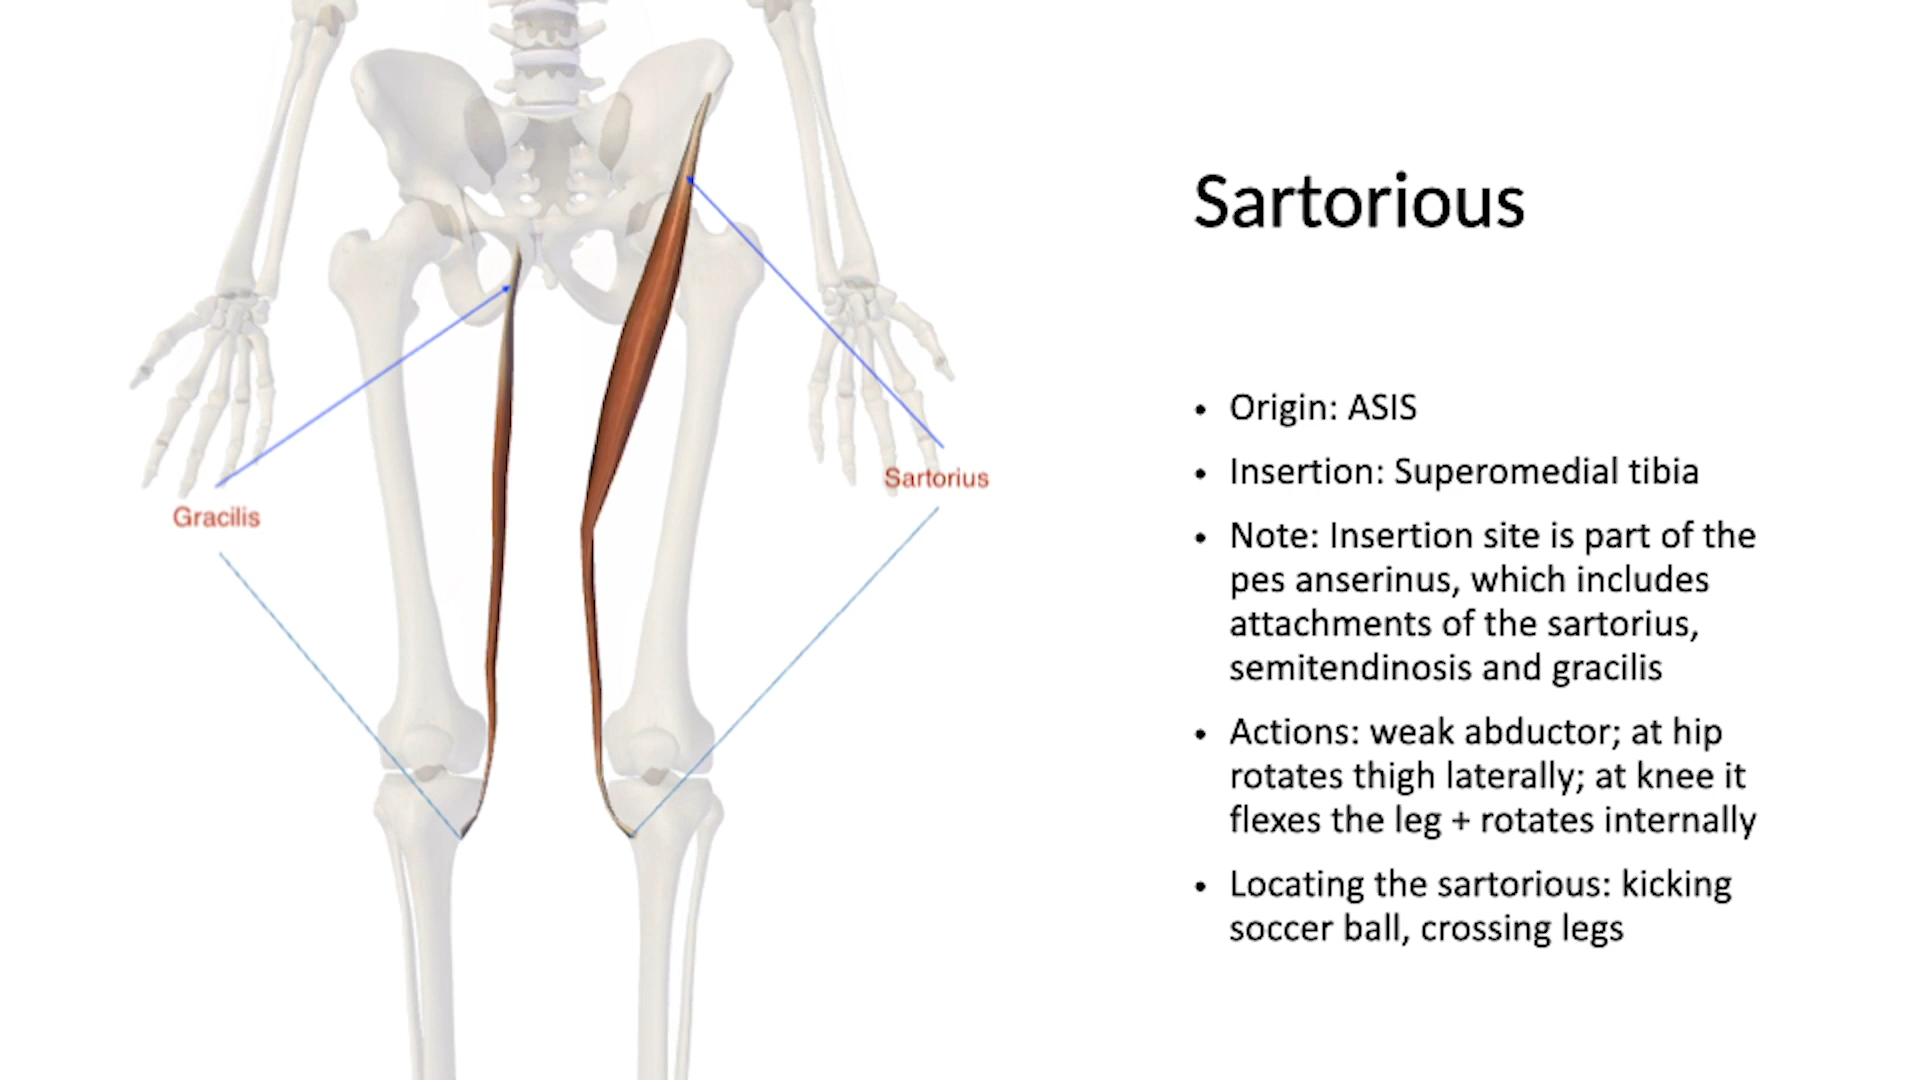 Sartorious
Gracilis
Sartorius
• Origin: ASIS
• Insertion: Superomedial tibia
• Note: Insertion site is part of the
pes anserinus, which includes
attachments of the sartorius,
semitendinosis and gracilis
• Actions: weak abductor; at hip
rotates thigh laterally; at knee it
flexes the leg + rotates internally
• Locating the sartorious: kicking
soccer ball, crossing legs